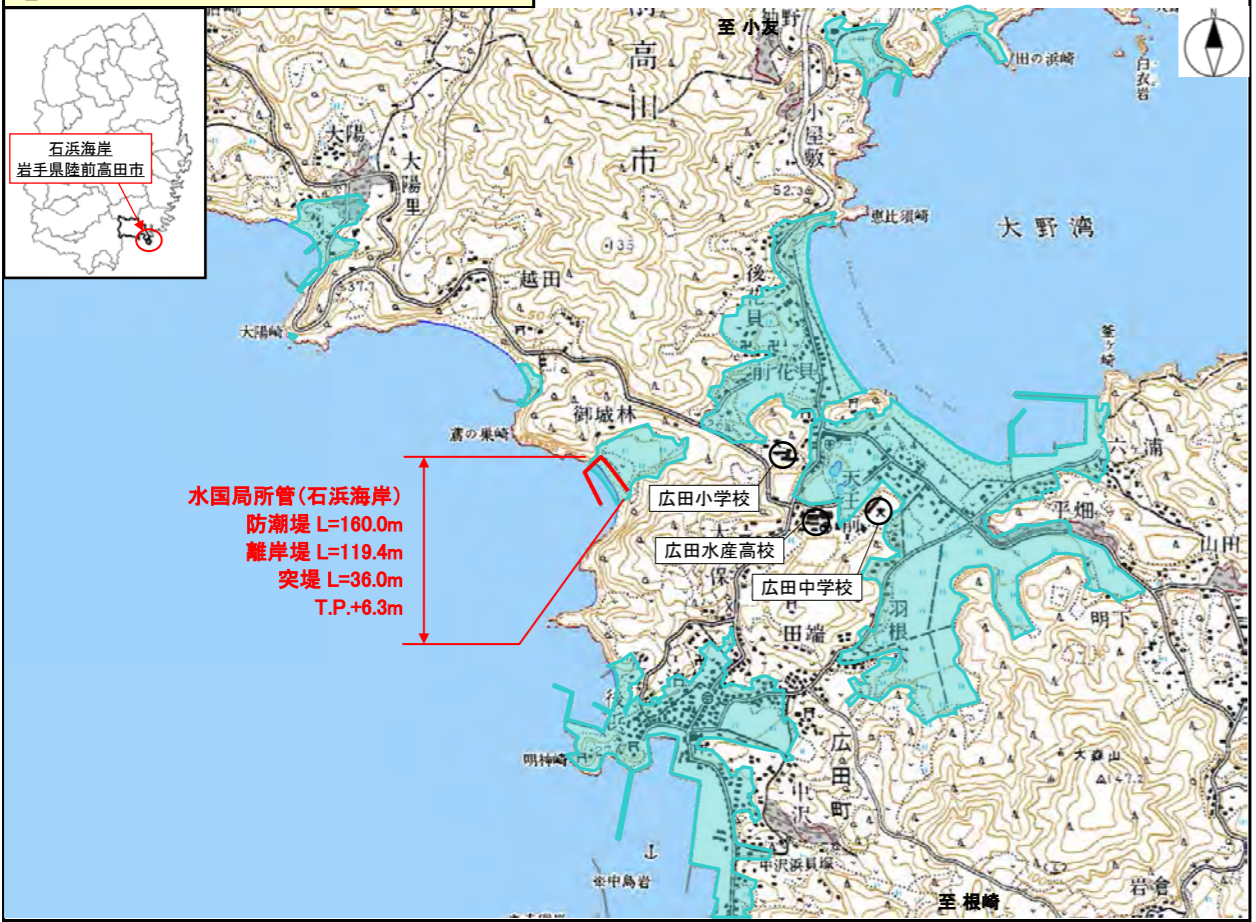 石浜海岸
岩手県陸前高田市
至 小友
高
田
市
N
田の浜崎
白衣岩
大陽
大陽里
小屋敷
52.3
恵比須崎
大野湾
135
越田
37.7
後花貝
大陽崎
前花貝
釜ヶ崎
御城林
鳶の巣崎
六ヶ浦
水国局所管(石浜海岸)
防潮堤 L=160.0m
離岸堤 L=119.4m
突堤 L=36.0m
T.P.+6.3m
広田小学校
天王前
平畑
広田水産高校
山田
大久保
広田中学校
羽根
田端
明下
明神崎
広田町
大森山
147.2
中沢
中沢浜貝塚
中島岩
岩倉
至 根崎